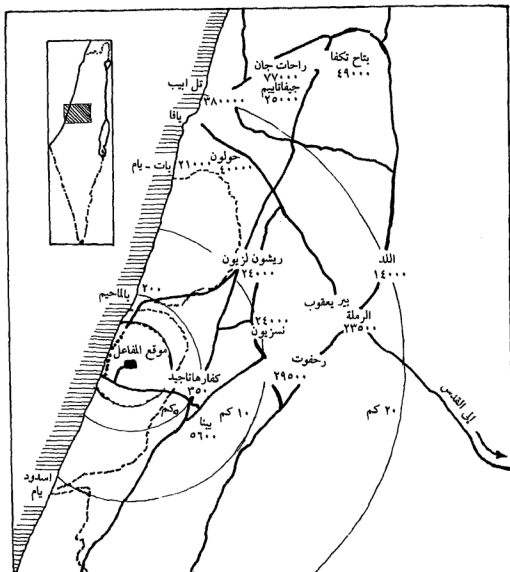 بتاح تكفا
٤٩٠٠٠
راحات جان
٧٧٠٠٠
جيفاتاييم
٢٥٠٠٠
تل ابيب
٣٨٠٠٠٠
يافا
حولون
٤٠٠٠٠
بات - يام ٢١٠٠٠
ريشون لزيون
٢٤٠٠٠
اللد
١٤٠٠٠
بير يعقوب
الرملة
٢٣٥٠٠
٢٠٠
يالماحيم
٢٤٠٠٠
نسزيون
موقع المفاعل
رحفوت
٢٩٥٠٠
كفارهاناجيد
٣٥٠
٥كم
١٠ كم
٢٠ كم
يبنا
٥٦٠٠
إلى القدس
اسدود
يام